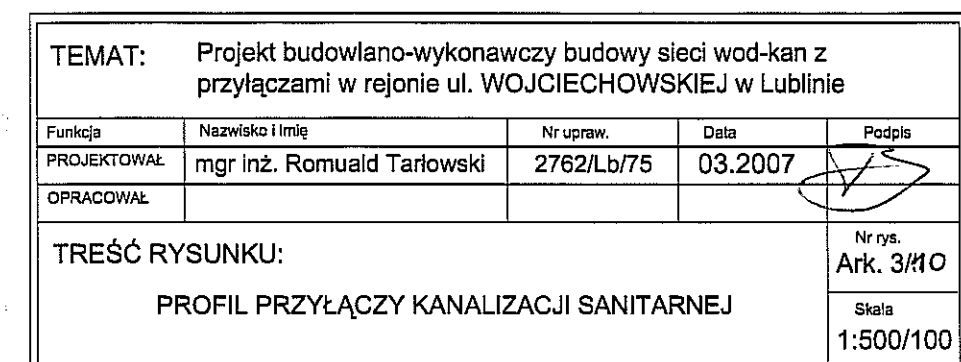 TEMAT: Projekt budowlano-wykonawczy budowy sieci wod-kan z
przyłączami w rejonie ul. WOJCIECHOWSKIEJ w Lublinie
Funkcja Nazwisko i Imię Nr upraw. Data Podpis
PROJEKTOWAŁ mgr inż. Romuald Tarłowski 2762/Lb/75 03.2007
OPRACOWAŁ
TREŚĆ RYSUNKU:
Nr rys.
Ark. 3/10
PROFIL PRZYŁĄCZY KANALIZACJI SANITARNEJ
Skala
1:500/100